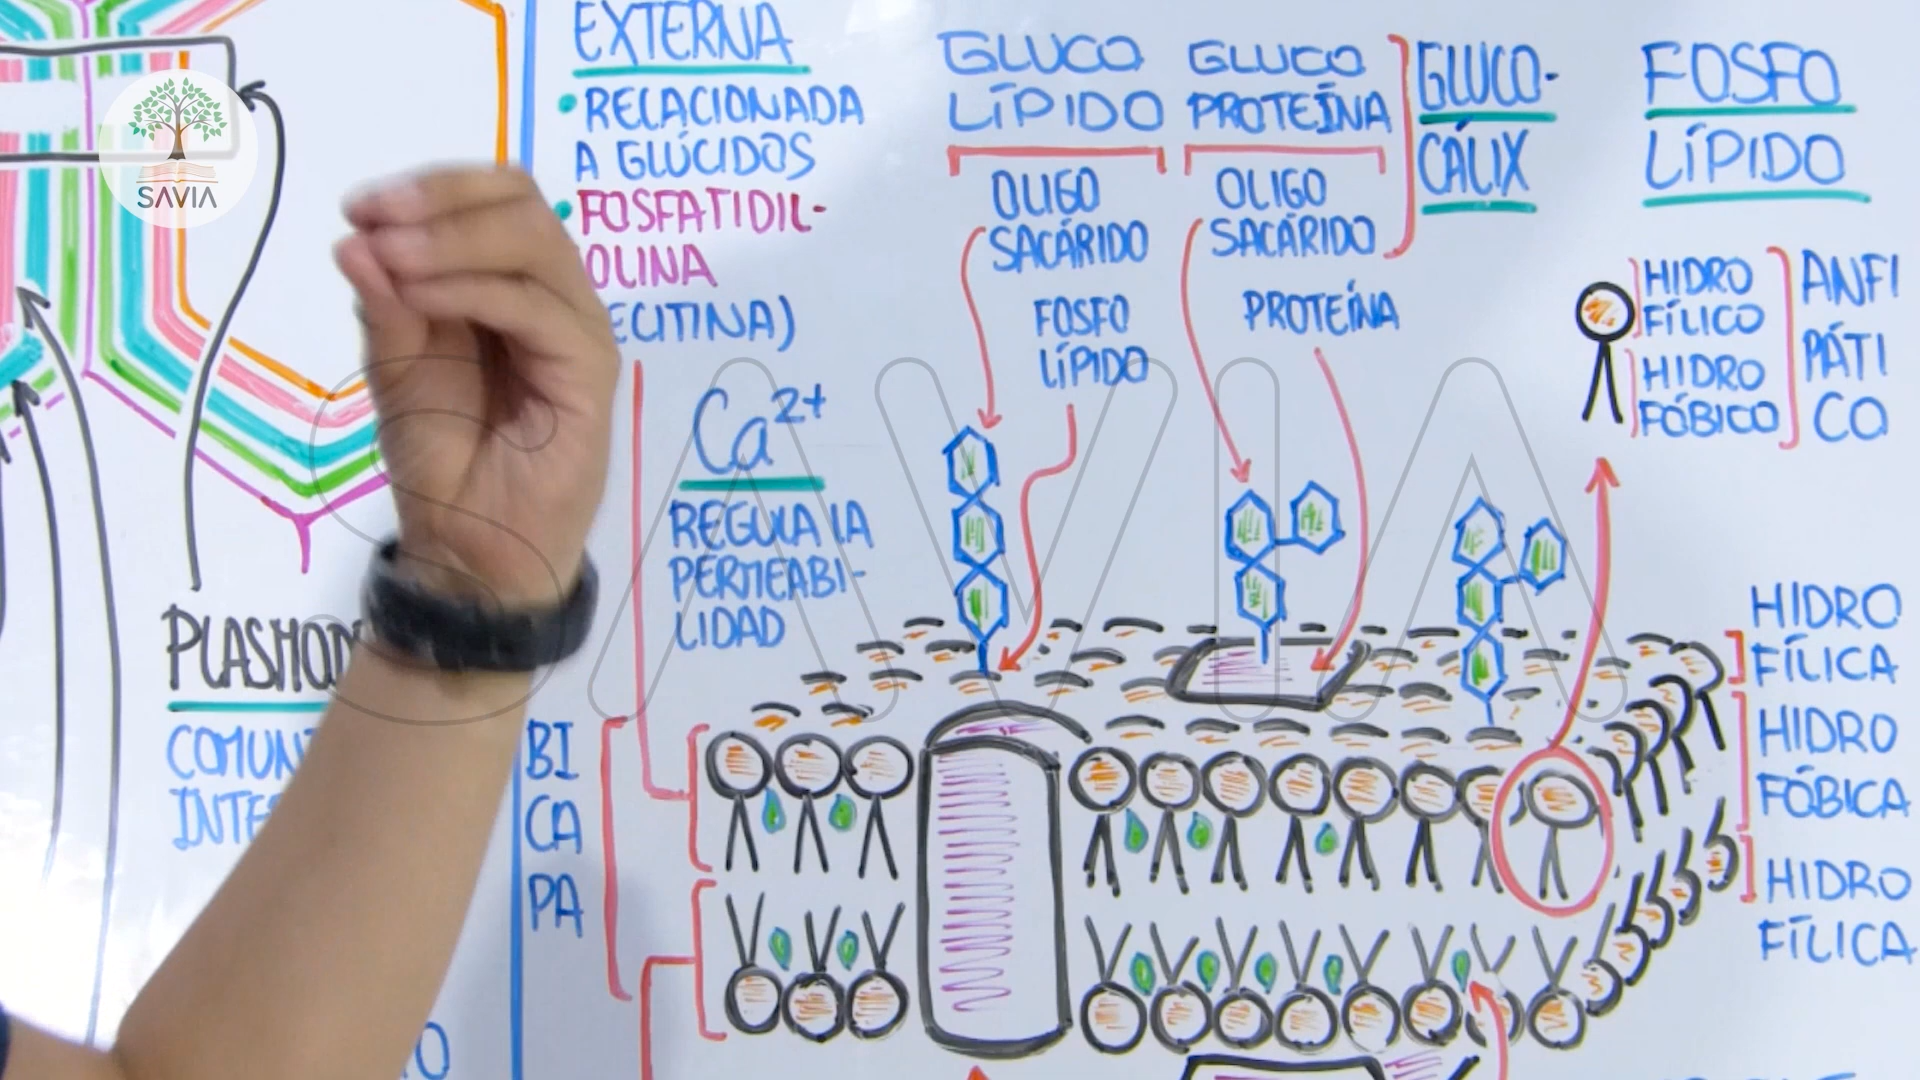 SAVIA
EXTERNA
• RELACIONADA
A GLÚCIDOS
• FOSFATIDIL-
OLINA
ECITINA)
Ca²⁺
REGULA LA
PERMEABI-
LIDAD
GLUCO
LÍPIDO
OLIGO
SACÁRIDO
FOSFO
LÍPIDO
GLUCO
PROTEÍNA
OLIGO
SACÁRIDO
PROTEÍNA
GLUCO-
CÁLIX
FOSFO
LÍPIDO
HIDRO
FÍLICO
HIDRO
FÓBICO
ANFI
PÁTI
CO
PLASMOD
COMUN
INTE
BI
CA
PA
HIDRO
FÍLICA
HIDRO
FÓBICA
HIDRO
FÍLICA
SAVIA